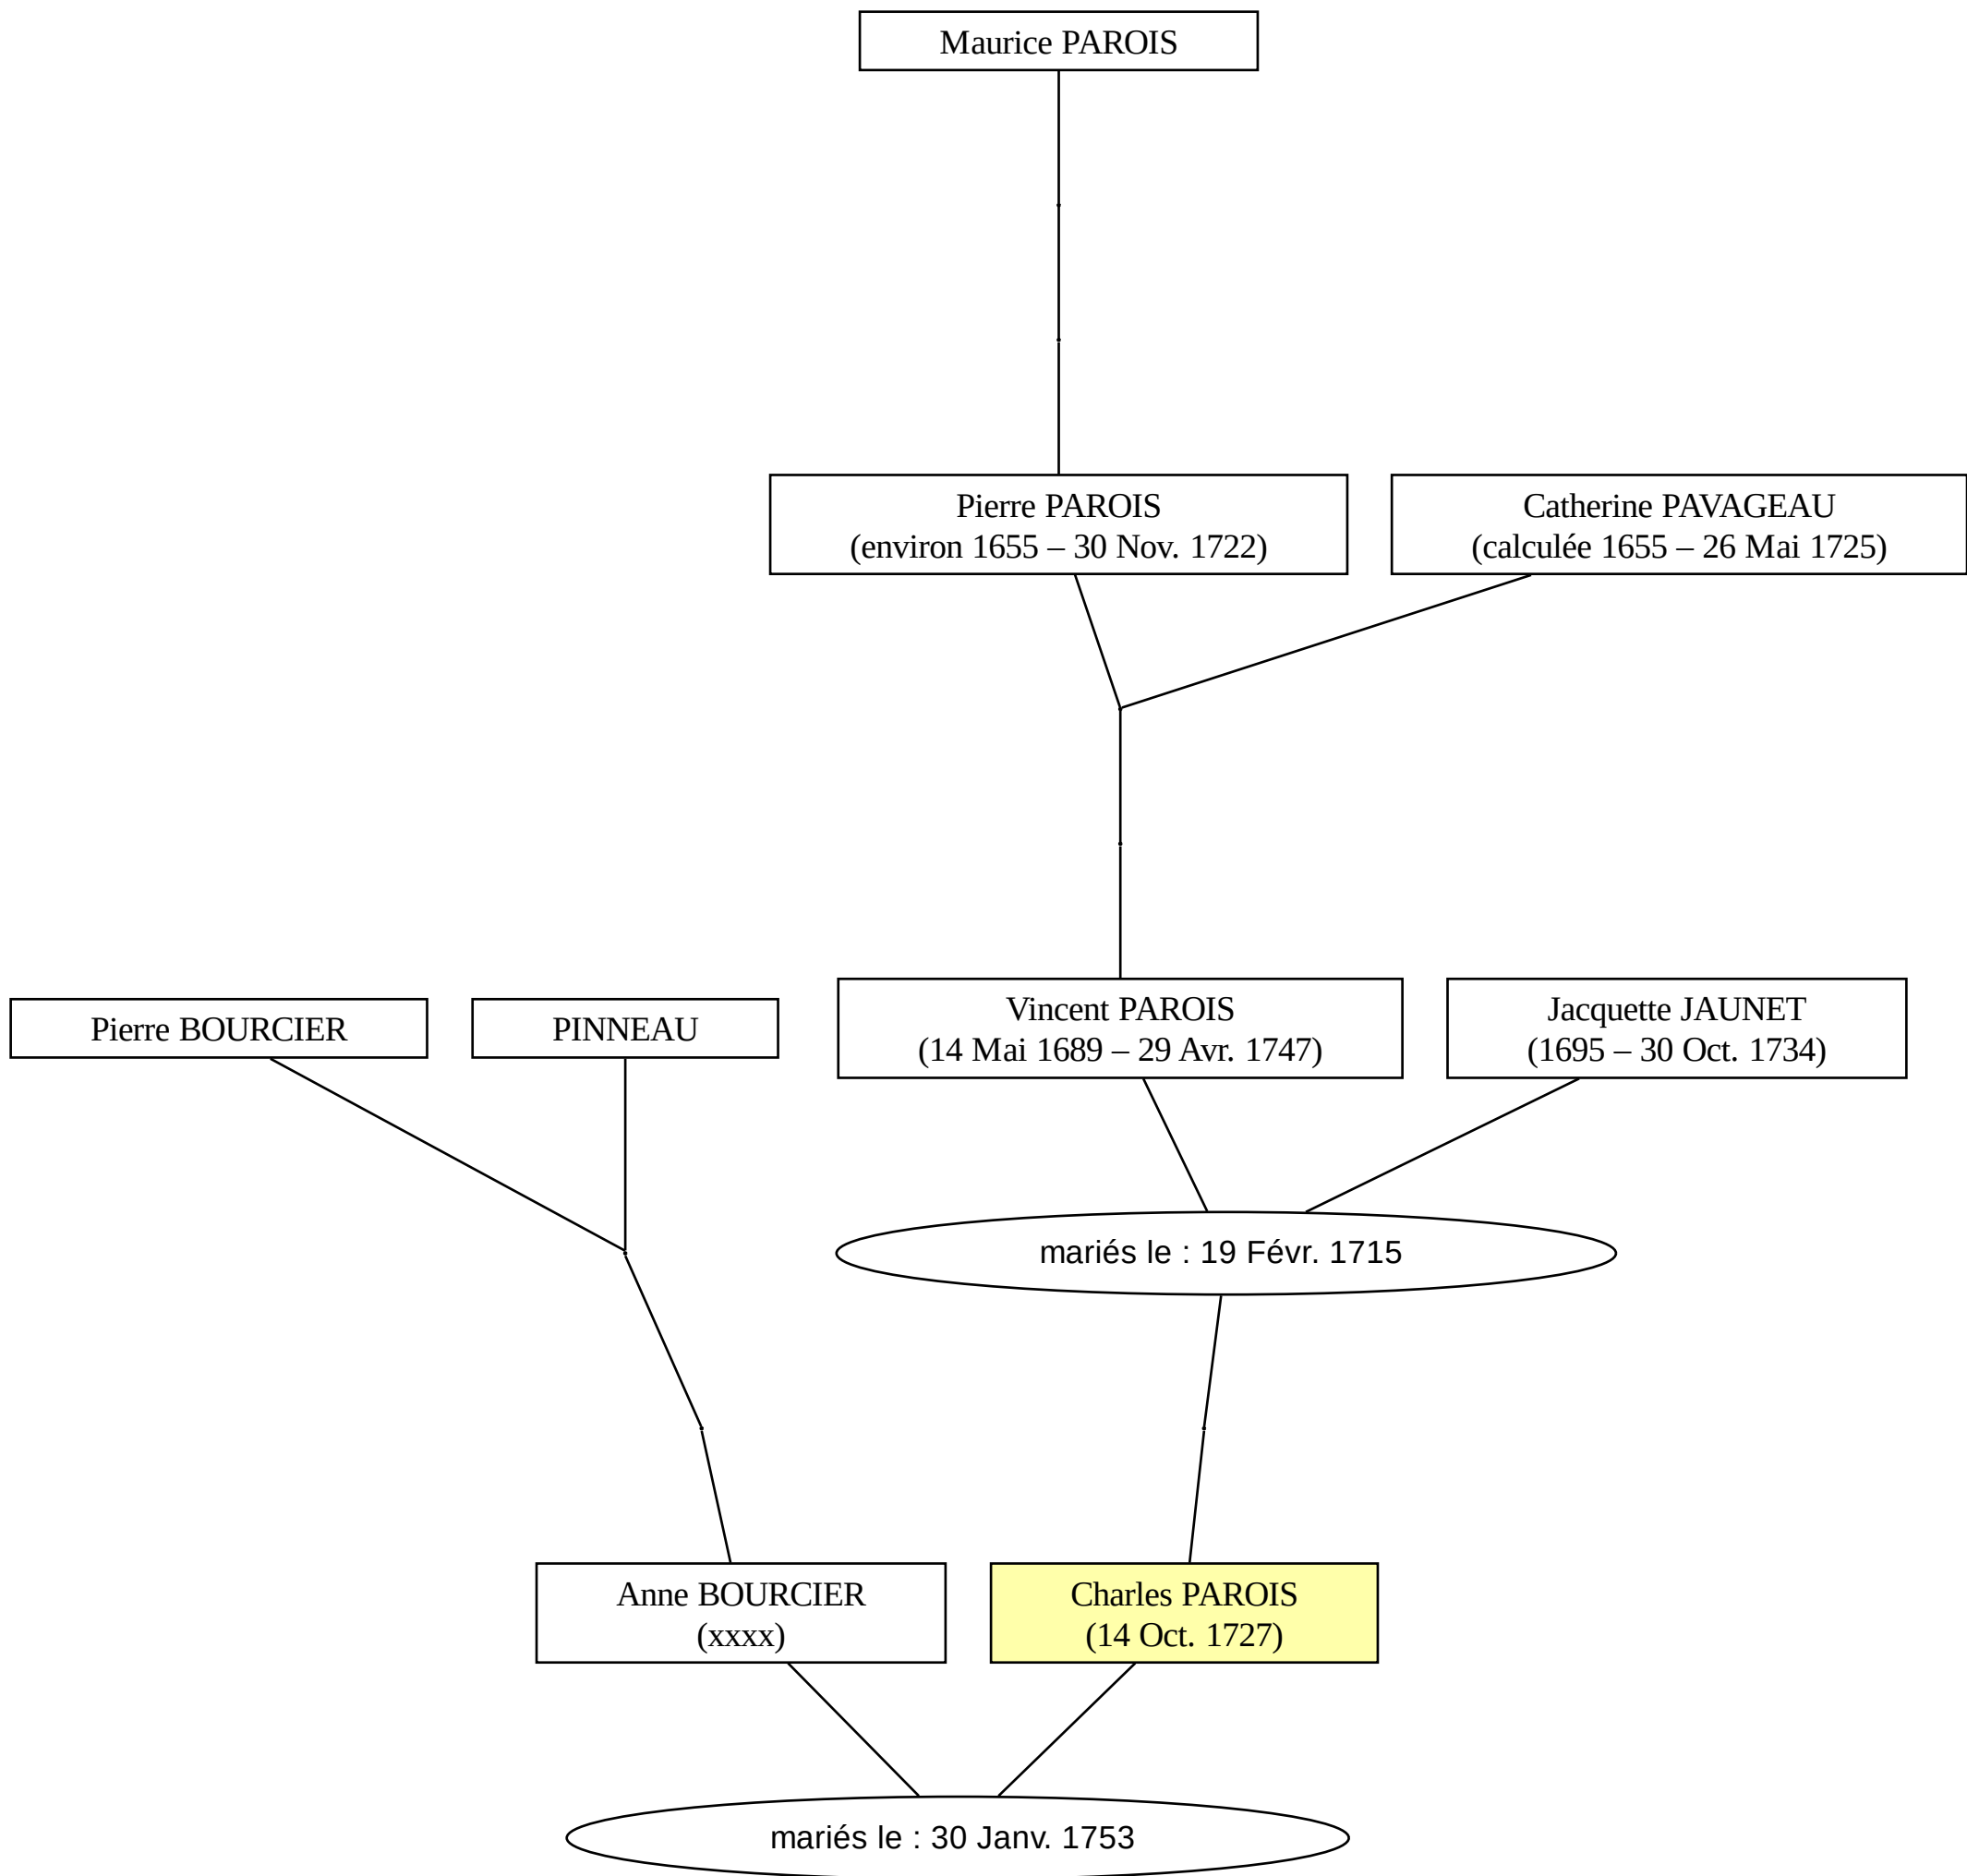 Maurice PAROIS
Pierre PAROIS
(environ 1655 – 30 Nov. 1722)
Catherine PAVAGEAU
(calculée 1655 – 26 Mai 1725)
Pierre BOURCIER
PINNEAU
Vincent PAROIS
(14 Mai 1689 – 29 Avr. 1747)
Jacquette JAUNET
(1695 – 30 Oct. 1734)
mariés le : 19 Févr. 1715
Anne BOURCIER
(xxxx)
Charles PAROIS
(14 Oct. 1727)
mariés le : 30 Janv. 1753